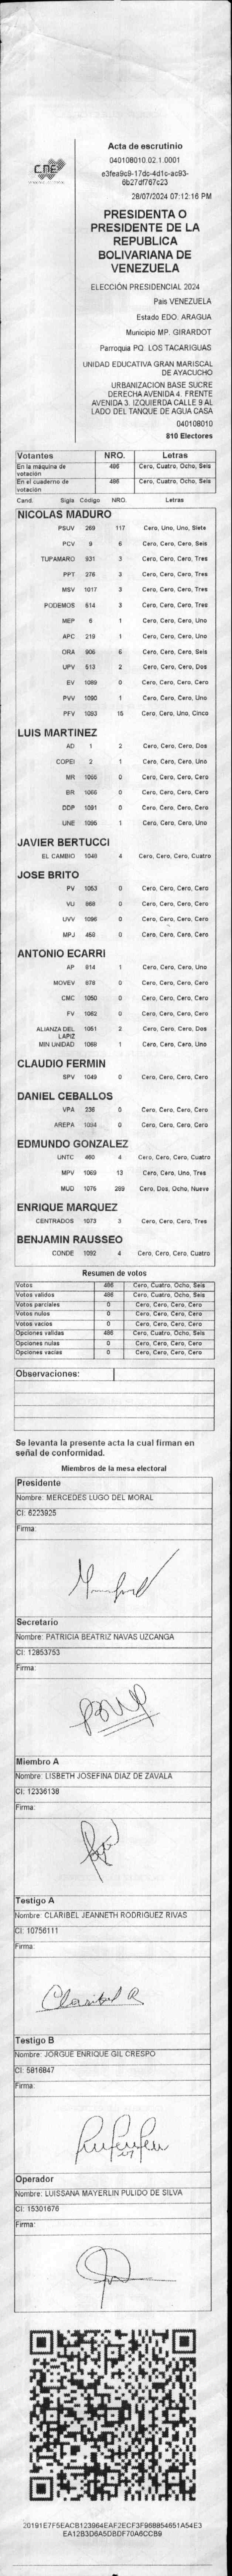 CNE
Acta de escrutinio
040108010.02.1.0001
e3fea9c9-17dc-4d1c-ac93-
6b27df767c23
28/07/2024 07:12:16 PM
PRESIDENTA O
PRESIDENTE DE LA
REPUBLICA
BOLIVARIANA DE
VENEZUELA
ELECCIÓN PRESIDENCIAL 2024
Pais VENEZUELA
Estado EDO. ARAGUA
Municipio MP. GIRARDOT
Parroquia PQ. LOS TACARIGUAS
UNIDAD EDUCATIVA GRAN MARISCAL
DE AYACUCHO
URBANIZACION BASE SUCRE
DERECHA AVENIDA 4. FRENTE
AVENIDA 3. IZQUIERDA CALLE 9 AL
LADO DEL TANQUE DE AGUA CASA
040108010
810 Electores
Votantes NRO. Letras
En la máquina de votación 486 Cero, Cuatro, Ocho, Seis
En el cuaderno de votación 486 Cero, Cuatro, Ocho, Seis
Cand. Sigla Código NRO. Letras
NICOLAS MADURO
PSUV 269 117 Cero, Uno, Uno, Siete
PCV 9 6 Cero, Cero, Cero, Seis
TUPAMARO 931 3 Cero, Cero, Cero, Tres
PPT 276 3 Cero, Cero, Cero, Tres
MSV 1017 3 Cero, Cero, Cero, Tres
PODEMOS 614 3 Cero, Cero, Cero, Tres
MEP 6 1 Cero, Cero, Cero, Uno
APC 219 1 Cero, Cero, Cero, Uno
ORA 906 6 Cero, Cero, Cero, Seis
UPV 513 2 Cero, Cero, Cero, Dos
EV 1089 0 Cero, Cero, Cero, Cero
PVV 1090 1 Cero, Cero, Cero, Uno
PFV 1093 15 Cero, Cero, Uno, Cinco
LUIS MARTINEZ
AD 1 2 Cero, Cero, Cero, Dos
COPEI 2 1 Cero, Cero, Cero, Uno
MR 1055 0 Cero, Cero, Cero, Cero
BR 1066 0 Cero, Cero, Cero, Cero
DDP 1091 0 Cero, Cero, Cero, Cero
UNE 1095 1 Cero, Cero, Cero, Uno
JAVIER BERTUCCI
EL CAMBIO 1048 4 Cero, Cero, Cero, Cuatro
JOSE BRITO
PV 1053 0 Cero, Cero, Cero, Cero
VU 868 0 Cero, Cero, Cero, Cero
UVV 1096 0 Cero, Cero, Cero, Cero
MPJ 459 0 Cero, Cero, Cero, Cero
ANTONIO ECARRI
AP 814 1 Cero, Cero, Cero, Uno
MOVEV 876 0 Cero, Cero, Cero, Cero
CMC 1050 0 Cero, Cero, Cero, Cero
FV 1062 0 Cero, Cero, Cero, Cero
ALIANZA DEL LAPIZ 1051 2 Cero, Cero, Cero, Dos
MIN UNIDAD 1068 1 Cero, Cero, Cero, Uno
CLAUDIO FERMIN
SPV 1049 0 Cero, Cero, Cero, Cero
DANIEL CEBALLOS
VPA 236 0 Cero, Cero, Cero, Cero
AREPA 1094 0 Cero, Cero, Cero, Cero
EDMUNDO GONZALEZ
UNTC 460 4 Cero, Cero, Cero, Cuatro
MPV 1069 13 Cero, Cero, Uno, Tres
MUD 1076 289 Cero, Dos, Ocho, Nueve
ENRIQUE MARQUEZ
CENTRADOS 1073 3 Cero, Cero, Cero, Tres
BENJAMIN RAUSSEO
CONDE 1092 4 Cero, Cero, Cero, Cuatro
Resumen de votos
Votos 486 Cero, Cuatro, Ocho, Seis
Votos validos 486 Cero, Cuatro, Ocho, Seis
Votos parciales 0 Cero, Cero, Cero, Cero
Votos nulos 0 Cero, Cero, Cero, Cero
Votos vacios 0 Cero, Cero, Cero, Cero
Opciones validas 486 Cero, Cuatro, Ocho, Seis
Opciones nulas 0 Cero, Cero, Cero, Cero
Opciones vacias 0 Cero, Cero, Cero, Cero
Observaciones:
Se levanta la presente acta la cual firman en
señal de conformidad.
Miembros de la mesa electoral
Presidente
Nombre: MERCEDES LUGO DEL MORAL
CI: 6223925
Firma:
Secretario
Nombre: PATRICIA BEATRIZ NAVAS UZCANGA
CI: 12853753
Firma:
Miembro A
Nombre: LISBETH JOSEFINA DIAZ DE ZAVALA
CI: 12336138
Firma:
Testigo A
Nombre: CLARIBEL JEANNETH RODRIGUEZ RIVAS
CI: 10756111
Firma:
Claribel R
Testigo B
Nombre: JORGUE ENRIQUE GIL CRESPO
CI: 5816847
Firma:
Operador
Nombre: LUISSANA MAYERLIN PULIDO DE SILVA
CI: 15301676
Firma:
20191E7F5EACB123964EAF2ECF3F968854651A54E3
EA12B3D6A5DBDF70A6CCB9